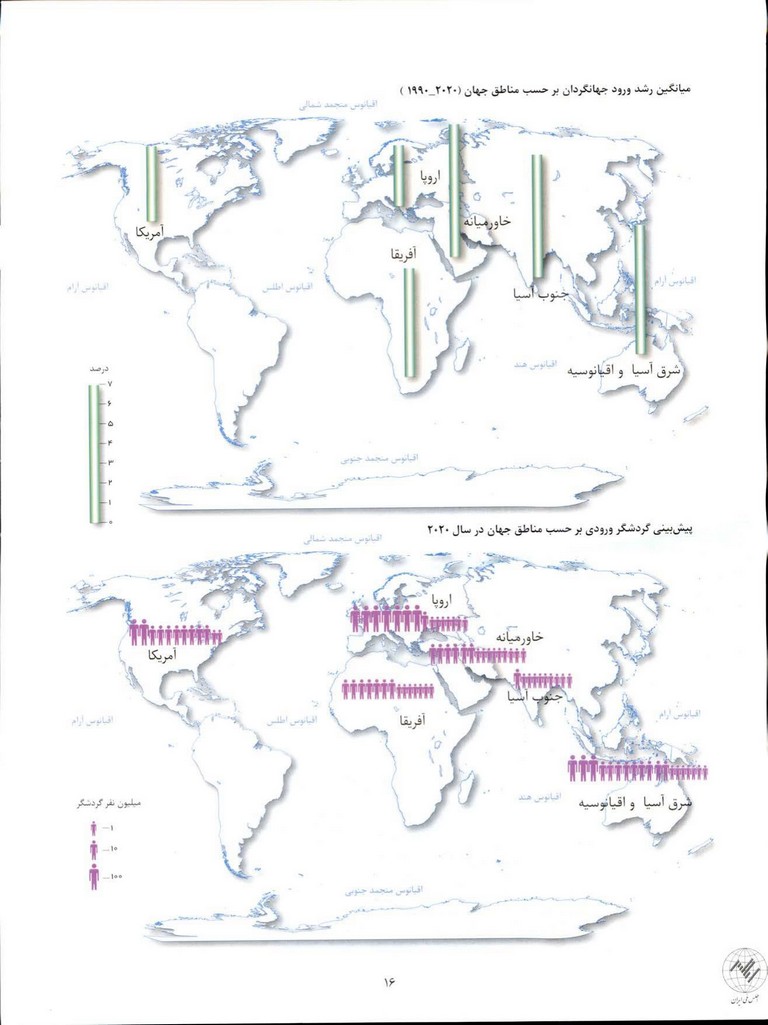 میانگین رشد ورود جهانگردان بر حسب مناطق جهان (۲۰۲۰_۱۹۹۰ )
اقیانوس منجمد شمالی
اروپا
خاورمیانه
آمریکا
آفریقا
جنوب آسیا
اقیانوس آرام
اقیانوس اطلس
اقیانوس آرام
اقیانوس هند
شرق آسیا و اقیانوسیه
درصد
۷
۶
۵
۴
۳
۲
۱
۰
اقیانوس منجمد جنوبی
پیش‌بینی گردشگر ورودی بر حسب مناطق جهان در سال ۲۰۲۰
اقیانوس منجمد شمالی
اروپا
خاورمیانه
آمریکا
جنوب آسیا
آفریقا
اقیانوس آرام
اقیانوس اطلس
اقیانوس آرام
اقیانوس هند
شرق آسیا و اقیانوسیه
میلیون نفر گردشگر
۱
۱۰
۱۰۰
اقیانوس منجمد جنوبی
۱۶